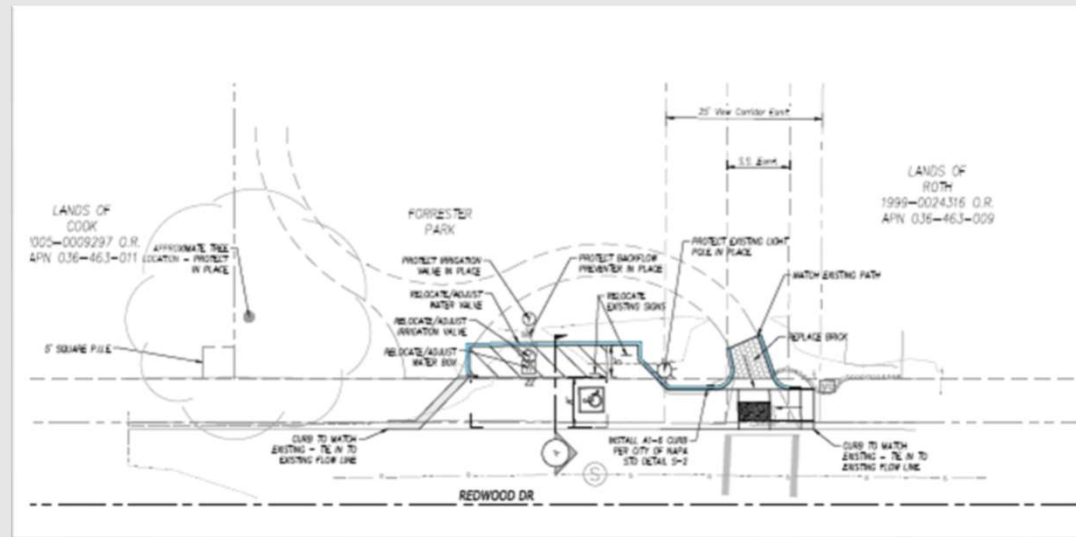 25' View Corridor Esmt.
S.S. Esmt.
LANDS OF
COOK
1005-0009297 O.R.
APN 036-463-011
APPROXIMATE TREE
LOCATION - PROTECT
IN PLACE
5' SQUARE P.U.E.
FORRESTER
PARK
PROTECT IRRIGATION
VALVE IN PLACE
RELOCATE/ADJUST
WATER VALVE
RELOCATE/ADJUST
IRRIGATION VALVE
RELOCATE/ADJUST
WATER BOX
PROTECT BACKFLOW
PREVENTER IN PLACE
RELOCATE
EXISTING SIGNS
PROTECT EXISTING LIGHT
POLE IN PLACE
MATCH EXISTING PATH
REPLACE BRICK
LANDS OF
ROTH
1999-0024316 O.R.
APN 036-463-009
22'
CURB TO MATCH
EXISTING - TIE IN TO
EXISTING FLOW LINE
A
INSTALL A1-6 CURB
PER CITY OF NAPA
STD DETAIL S-2
S
CURB TO MATCH
EXISTING - TIE IN TO
EXISTING FLOW LINE
REDWOOD DR